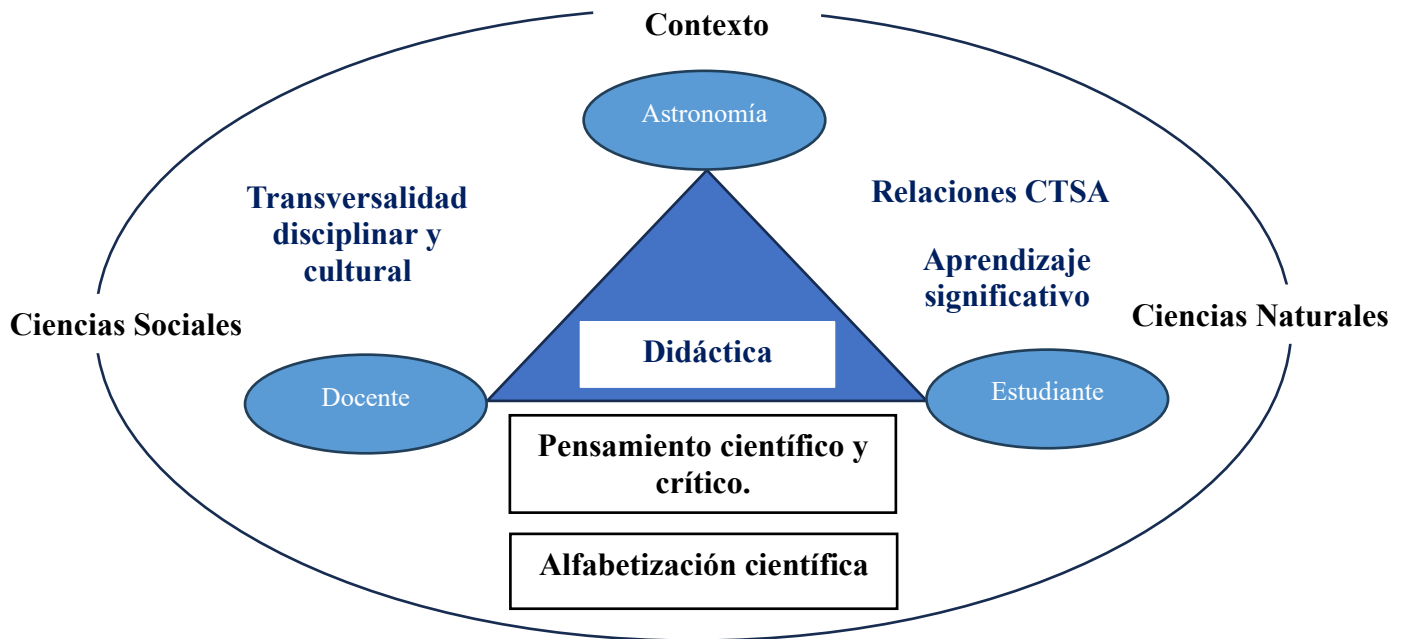 Contexto
Astronomía
Transversalidad
disciplinar y
cultural
Relaciones CTSA
Aprendizaje
significativo
Ciencias Sociales
Ciencias Naturales
Didáctica
Docente
Estudiante
Pensamiento científico y
crítico.
Alfabetización científica